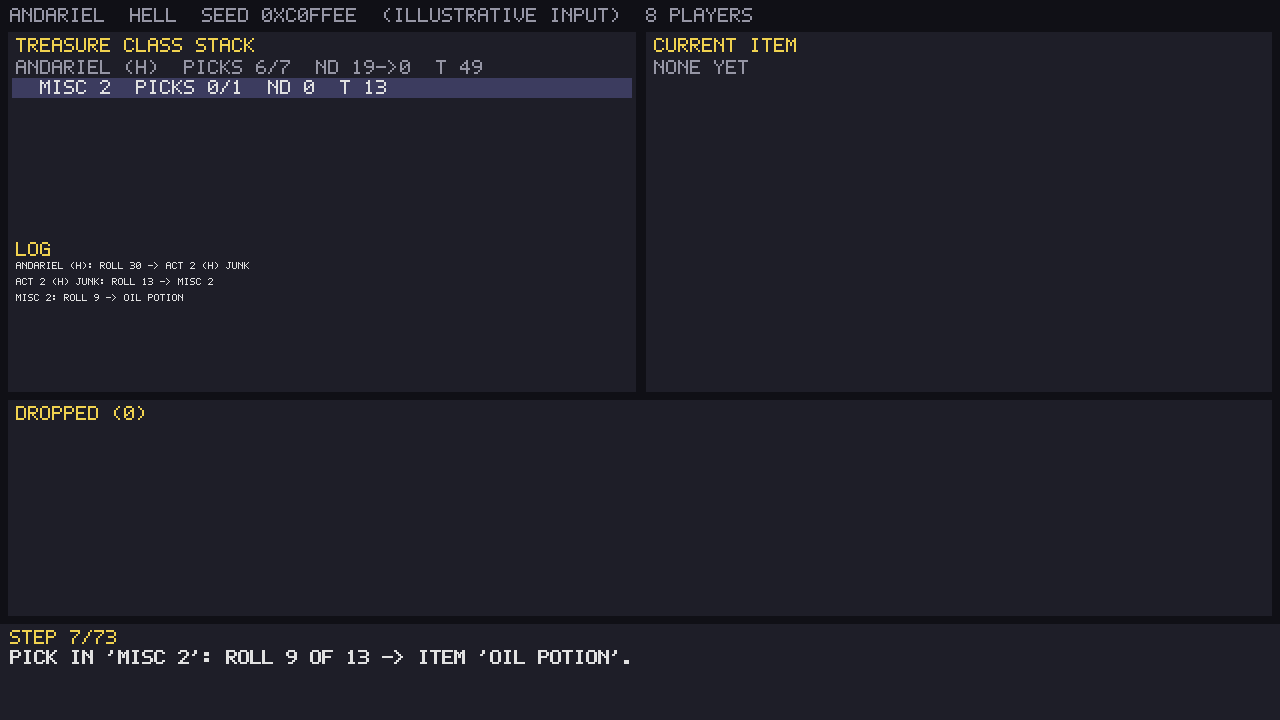 ANDARIEL  HELL  SEED 0XC0FFEE  (ILLUSTRATIVE INPUT)  8 PLAYERS
TREASURE CLASS STACK
ANDARIEL (H)  PICKS 6/7  ND 19->0  T 49
MISC 2  PICKS 0/1  ND 0  T 13
LOG
ANDARIEL (H): ROLL 30 -> ACT 2 (H) JUNK
ACT 2 (H) JUNK: ROLL 13 -> MISC 2
MISC 2: ROLL 9 -> OIL POTION
CURRENT ITEM
NONE YET
DROPPED (0)
STEP 7/73
PICK IN 'MISC 2': ROLL 9 OF 13 -> ITEM 'OIL POTION'.